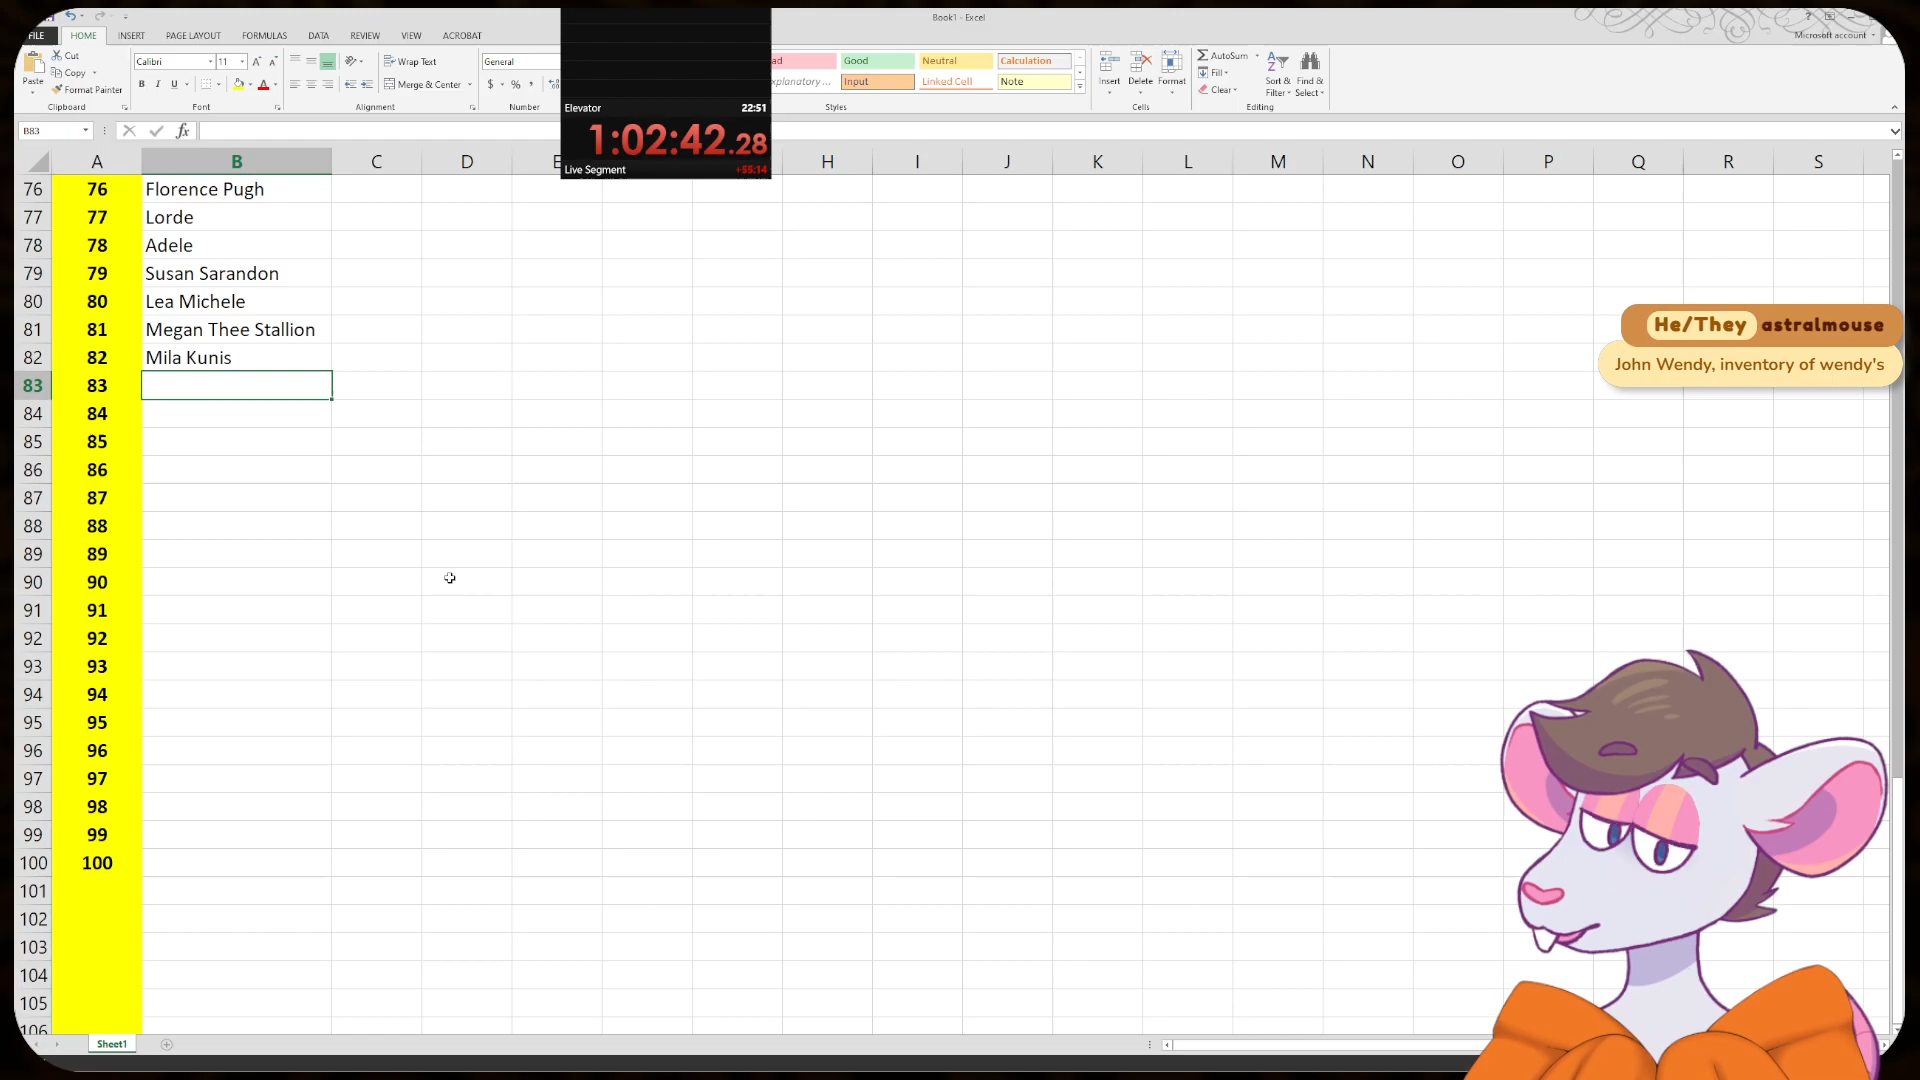 Book1 - Excel
Microsoft account
FILE HOME INSERT PAGE LAYOUT FORMULAS DATA REVIEW VIEW ACROBAT
Cut
Copy
Format Painter
Paste
Clipboard
Calibri 11
B I U
Font
Wrap Text
Merge & Center
Alignment
General
$ % ,
Number
Good Neutral Calculation
Input Linked Cell Note
Styles
Insert Delete Format
Cells
AutoSum
Fill
Clear
Sort & Filter
Find & Select
Editing
Elevator 22:51
1:02:42.28
Live Segment +55:14
B83
fx
A B C D H I J K L M N O P Q R S
76 76 Florence Pugh
77 77 Lorde
78 78 Adele
79 79 Susan Sarandon
80 80 Lea Michele
81 81 Megan Thee Stallion
82 82 Mila Kunis
83 83
84 84
85 85
86 86
87 87
88 88
89 89
90 90
91 91
92 92
93 93
94 94
95 95
96 96
97 97
98 98
99 99
100 100
101
102
103
104
105
106
He/They astralmouse
John Wendy, inventory of wendy's
Sheet1